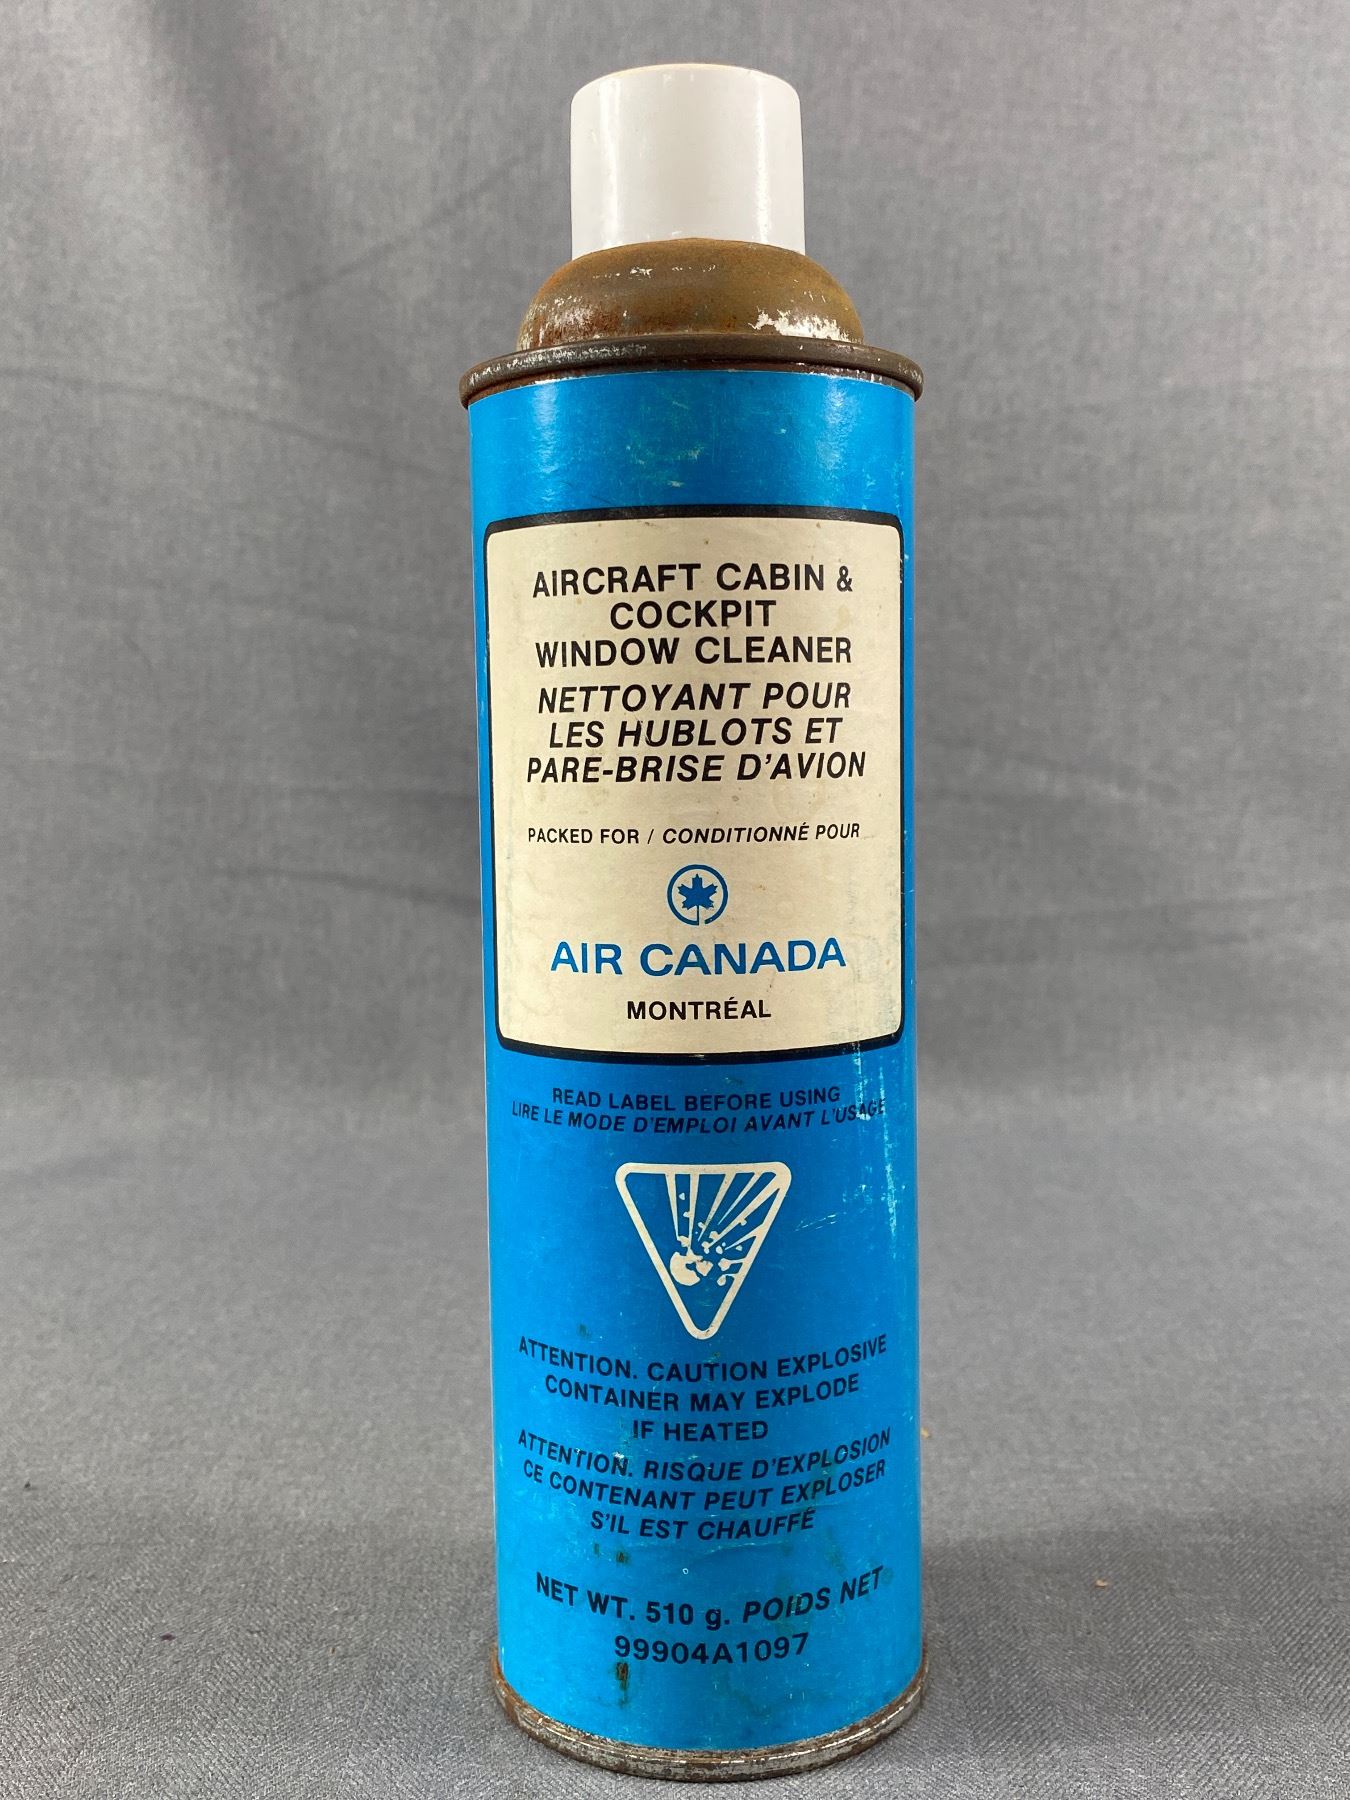 AIRCRAFT CABIN &
COCKPIT
WINDOW CLEANER
NETTOYANT POUR
LES HUBLOTS ET
PARE-BRISE D'AVION
PACKED FOR / CONDITIONNÉ POUR
AIR CANADA
MONTRÉAL
READ LABEL BEFORE USING
LIRE LE MODE D'EMPLOI AVANT L'USAGE
ATTENTION. CAUTION EXPLOSIVE
CONTAINER MAY EXPLODE
IF HEATED
ATTENTION. RISQUE D'EXPLOSION
CE CONTENANT PEUT EXPLOSER
S'IL EST CHAUFFÉ
NET WT. 510 g. POIDS NET
99904A1097